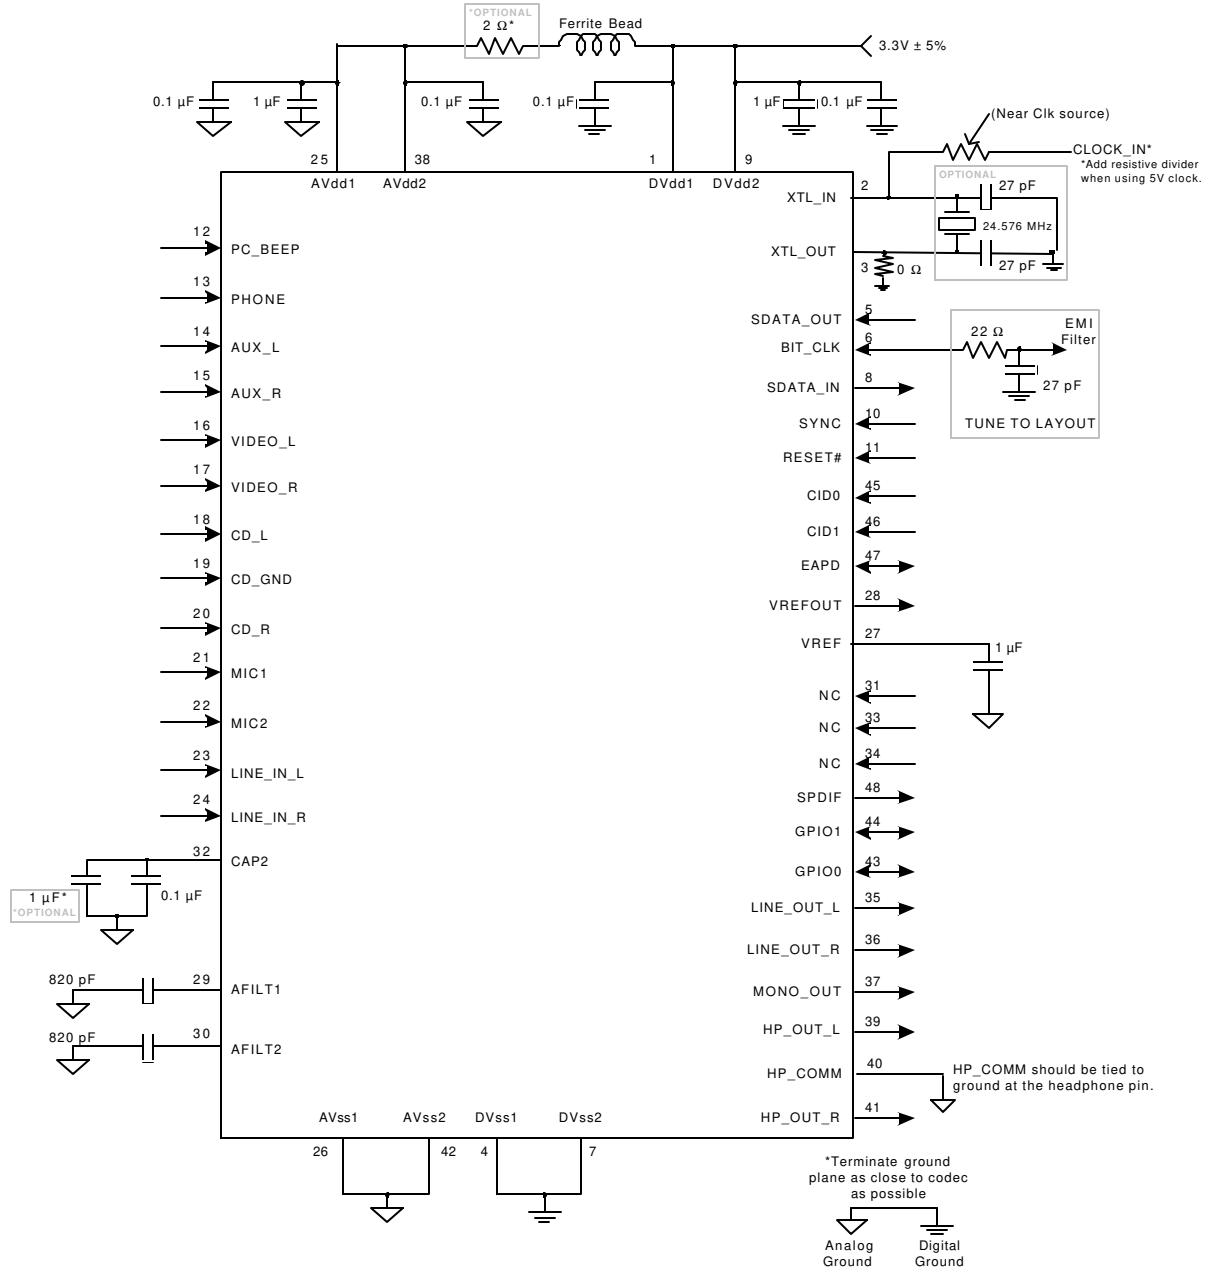 *OPTIONAL
2 Ω*
Ferrite Bead
3.3V ± 5%
0.1 µF
1 µF
0.1 µF
0.1 µF
1 µF
0.1 µF
(Near Clk source)
CLOCK_IN*
*Add resistive divider
when using 5V clock.
25
38
1
9
AVdd1
AVdd2
DVdd1
DVdd2
2
XTL_IN
OPTIONAL
27 pF
24.576 MHz
27 pF
XTL_OUT
3
0 Ω
12
PC_BEEP
13
PHONE
14
AUX_L
15
AUX_R
16
VIDEO_L
17
VIDEO_R
18
CD_L
19
CD_GND
20
CD_R
21
MIC1
22
MIC2
23
LINE_IN_L
24
LINE_IN_R
32
CAP2
1 µF*
*OPTIONAL
0.1 µF
820 pF
29
AFILT1
820 pF
30
AFILT2
SDATA_OUT
5
BIT_CLK
6
22 Ω
EMI
Filter
27 pF
TUNE TO LAYOUT
SDATA_IN
8
SYNC
10
RESET#
11
CID0
45
CID1
46
EAPD
47
VREFOUT
28
VREF
27
1 µF
NC
31
NC
33
NC
34
SPDIF
48
GPIO1
44
GPIO0
43
LINE_OUT_L
35
LINE_OUT_R
36
MONO_OUT
37
HP_OUT_L
39
HP_COMM
40
HP_COMM should be tied to
ground at the headphone pin.
HP_OUT_R
41
AVss1
AVss2
DVss1
DVss2
26
42
4
7
*Terminate ground
plane as close to codec
as possible
Analog
Ground
Digital
Ground